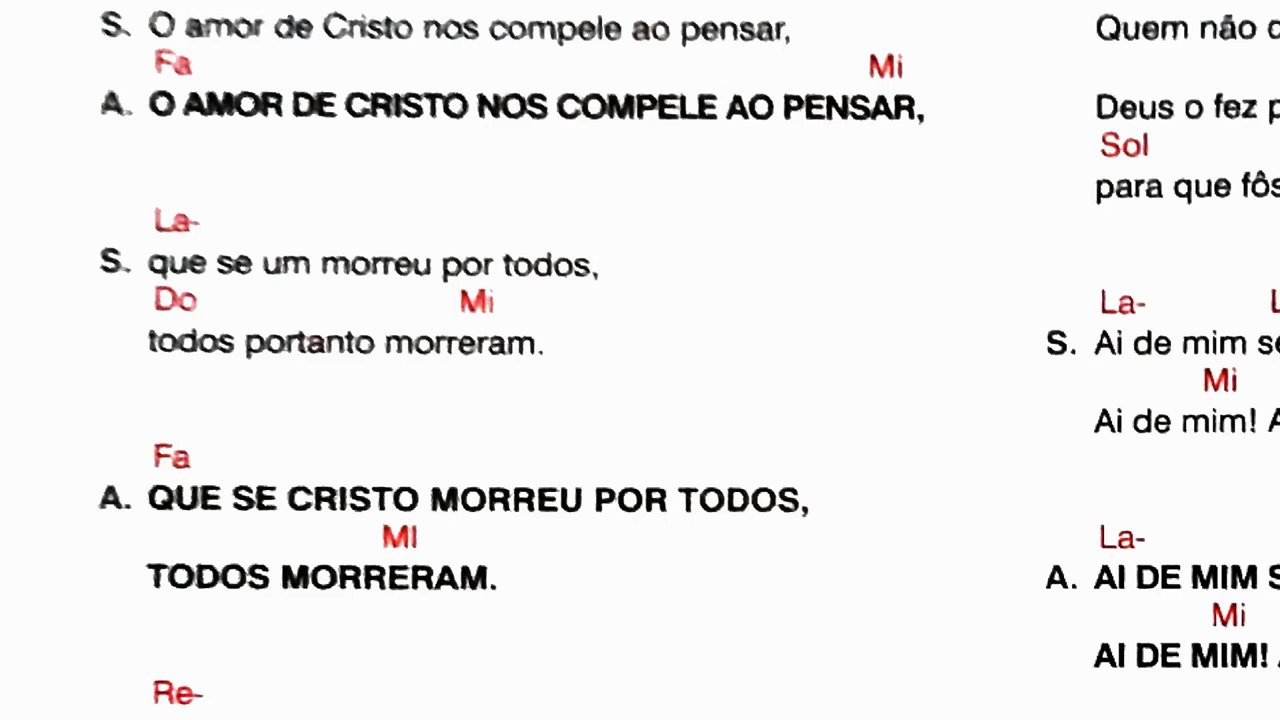 S. O amor de Cristo nos compele ao pensar,
Fa Mi
A. O AMOR DE CRISTO NOS COMPELE AO PENSAR,
La-
S. que se um morreu por todos,
Do Mi
todos portanto morreram.
Fa
A. QUE SE CRISTO MORREU POR TODOS,
MI
TODOS MORRERAM.
Re-
Quem não
Deus o fez
Sol
para que
La-
S. Ai de mim
Mi
Ai de mim!
La-
A. AI DE MIM
Mi
AI DE MIM!